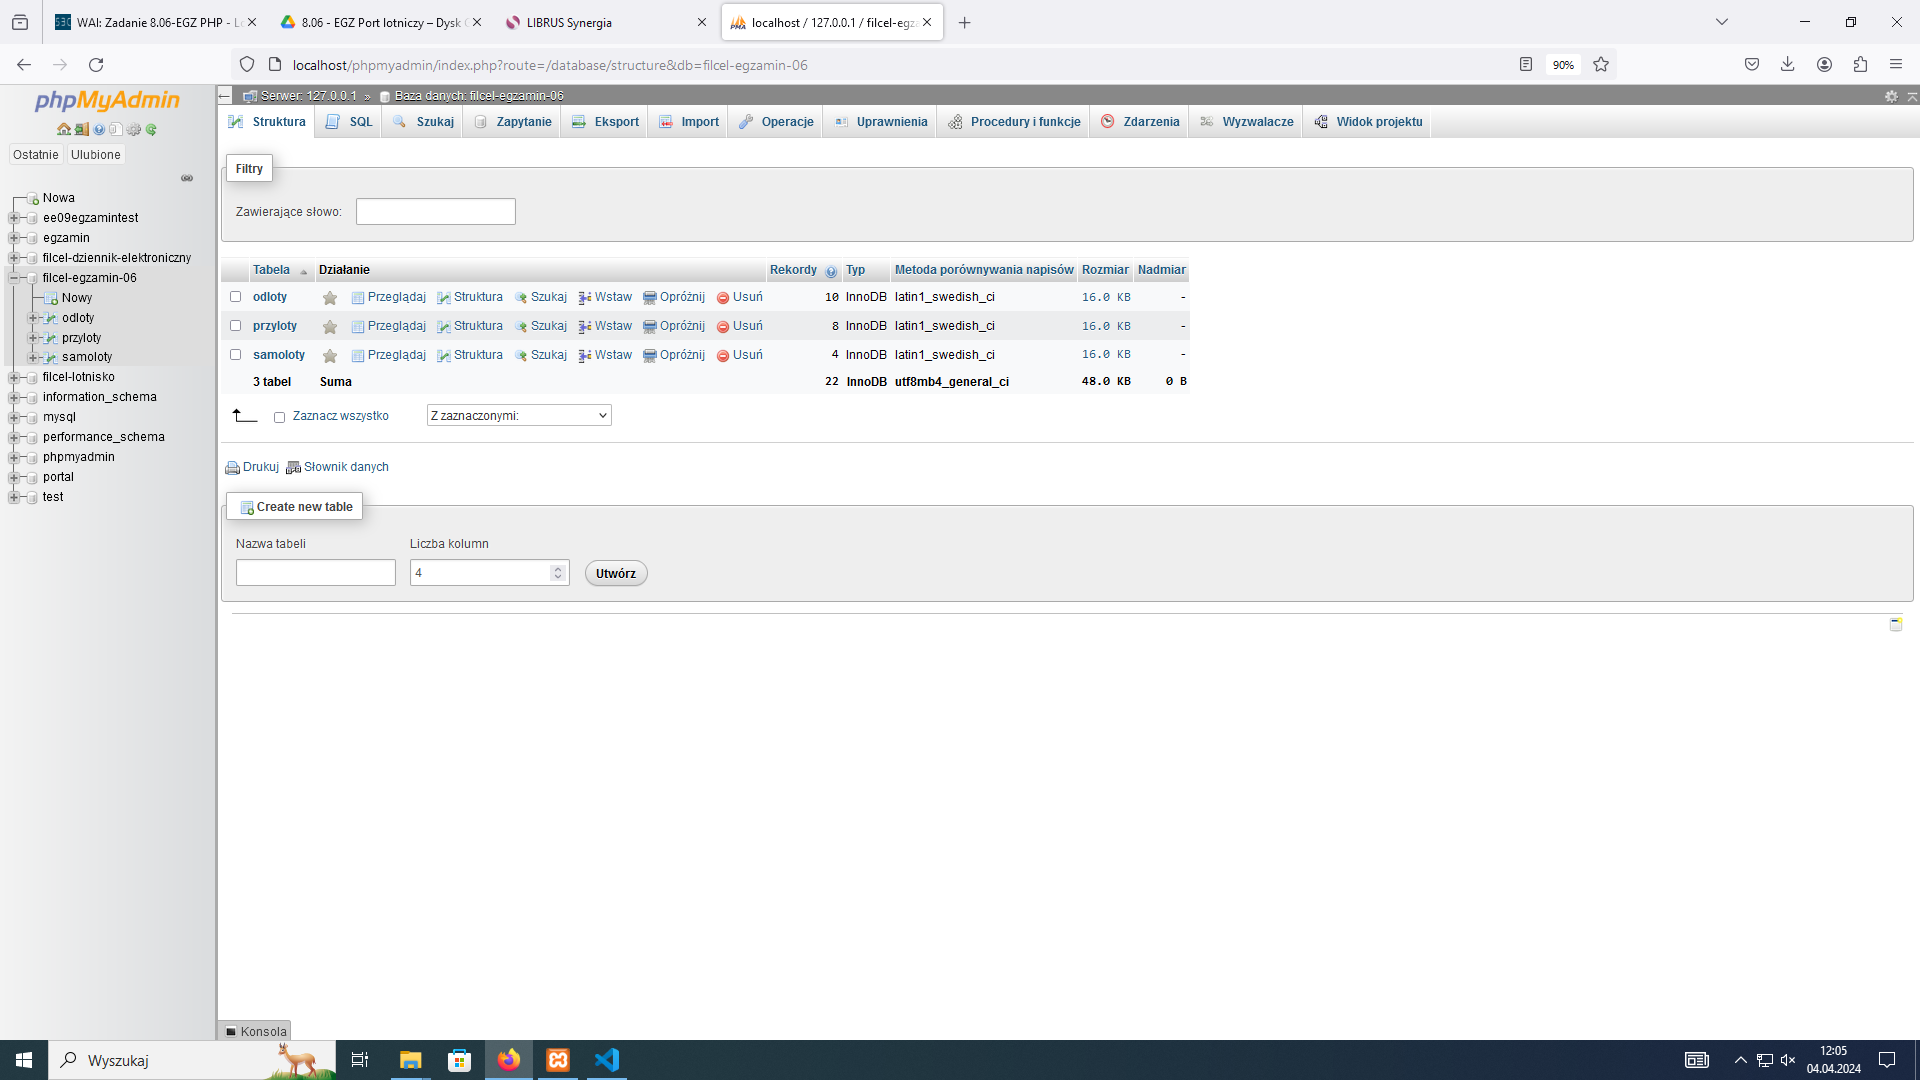 WAI: Zadanie 8.06-EGZ PHP - L
8.06 - EGZ Port lotniczy – Dysk
LIBRUS Synergia
localhost / 127.0.0.1 / filcel-egz
localhost/phpmyadmin/index.php?route=/database/structure&db=filcel-egzamin-06
90%
phpMyAdmin
Ostatnie
Ulubione
Nowa
ee09egzamintest
egzamin
filcel-dziennik-elektroniczny
filcel-egzamin-06
Nowy
odloty
przyloty
samoloty
filcel-lotnisko
information_schema
mysql
performance_schema
phpmyadmin
portal
test
Serwer: 127.0.0.1 » Baza danych: filcel-egzamin-06
Struktura SQL Szukaj Zapytanie Eksport Import Operacje Uprawnienia Procedury i funkcje Zdarzenia Wyzwalacze Widok projektu
Filtry
Zawierające słowo:
Tabela Działanie Rekordy Typ Metoda porównywania napisów Rozmiar Nadmiar
odloty Przeglądaj Struktura Szukaj Wstaw Opróżnij Usuń 10 InnoDB latin1_swedish_ci 16.0 KB -
przyloty Przeglądaj Struktura Szukaj Wstaw Opróżnij Usuń 8 InnoDB latin1_swedish_ci 16.0 KB -
samoloty Przeglądaj Struktura Szukaj Wstaw Opróżnij Usuń 4 InnoDB latin1_swedish_ci 16.0 KB -
3 tabel Suma 22 InnoDB utf8mb4_general_ci 48.0 KB 0 B
Zaznacz wszystko Z zaznaczonymi:
Drukuj Słownik danych
Create new table
Nazwa tabeli Liczba kolumn
4 Utwórz
Konsola
Wyszukaj
12:05
04.04.2024